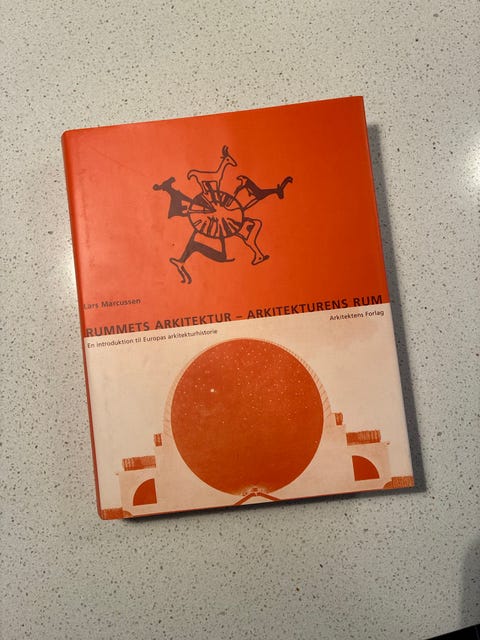 Lars Marcussen
RUMMETS ARKITEKTUR – ARKITEKTURENS RUM
En introduktion til Europas arkitekturhistorie
Arkitektens Forlag